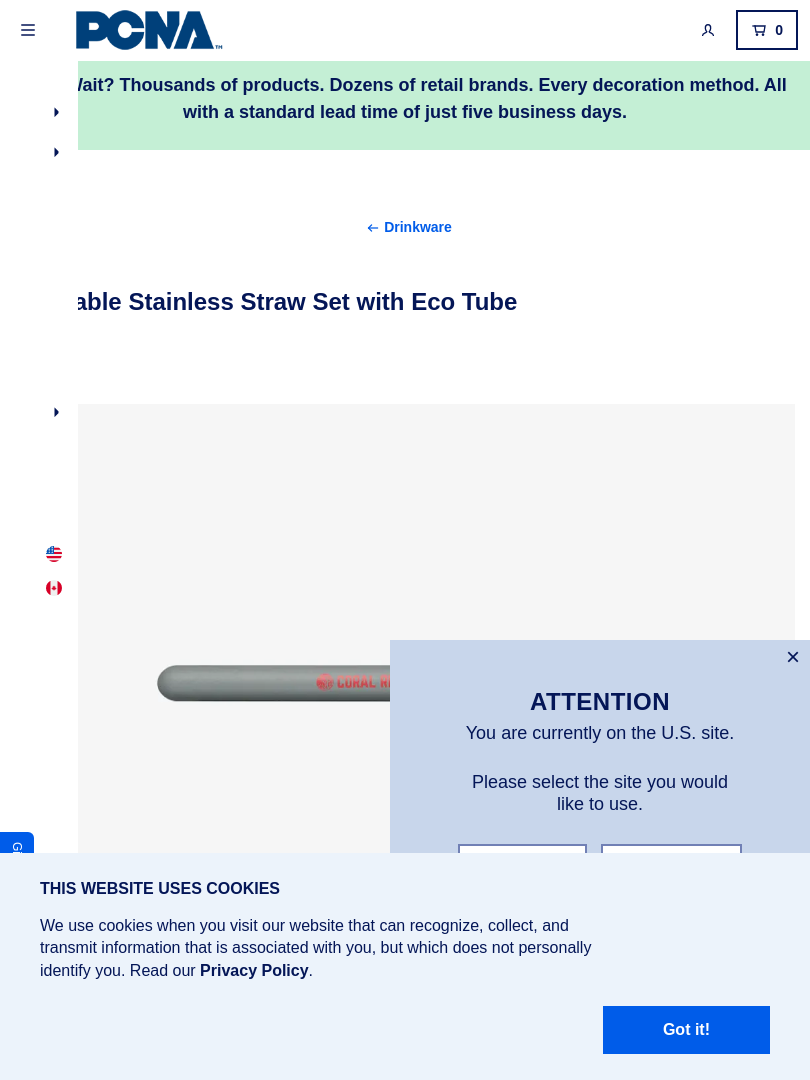 PCNA™
0
Wait? Thousands of products. Dozens of retail brands. Every decoration method. All
with a standard lead time of just five business days.
← Drinkware
able Stainless Straw Set with Eco Tube
CORAL
ATTENTION
You are currently on the U.S. site.
Please select the site you would
like to use.
THIS WEBSITE USES COOKIES
We use cookies when you visit our website that can recognize, collect, and
transmit information that is associated with you, but which does not personally
identify you. Read our Privacy Policy.
Got it!